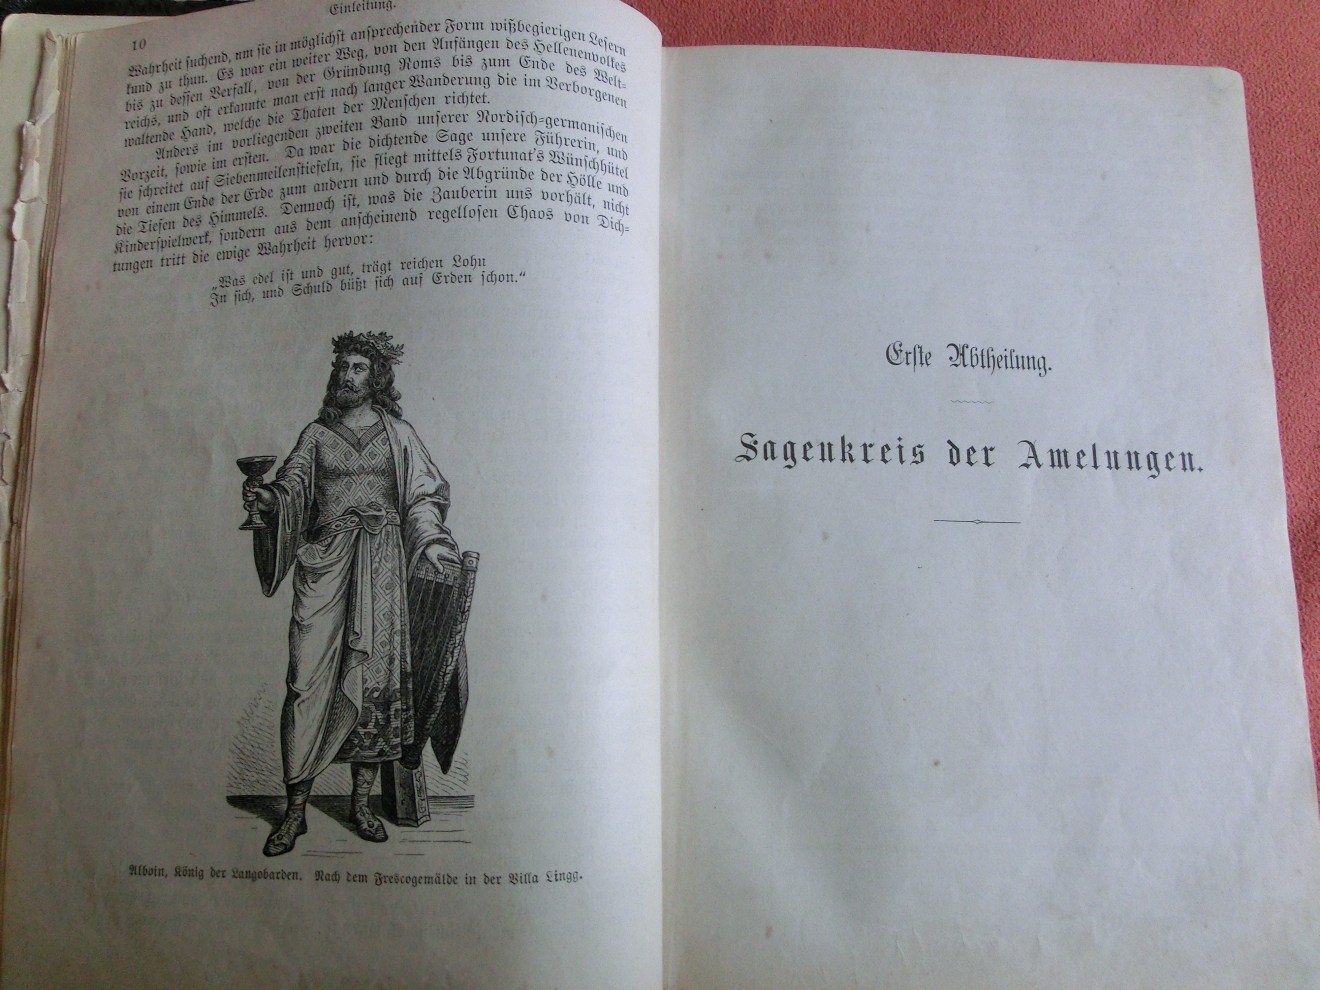 Einleitung.
10
Wahrheit suchend, um sie in möglichst ansprechender Form wißbegierigen Lesern
kund zu thun. Es war ein weiter Weg, von den Anfängen des Hellenenvolkes
bis zu dessen Verfall, von der Gründung Roms bis zum Ende des Welt-
reichs, und oft erkannte man erst nach langer Wanderung die im Verborgenen
waltende Hand, welche die Thaten der Menschen richtet.
Anders im vorliegenden zweiten Band unserer Nordisch-germanischen
Vorzeit, sowie im ersten. Da war die dichtende Sage unsere Führerin, und
sie schreitet auf Siebenmeilenstiefeln, sie fliegt mittels Fortunat's Wünschhütel
von einem Ende der Erde zum andern und durch die Abgründe der Hölle und
die Tiefen des Himmels. Dennoch ist, was die Zauberin uns vorhält, nicht
Kinderspielwerk, sondern aus dem anscheinend regellosen Chaos von Dich-
tungen tritt die ewige Wahrheit hervor:
„Was edel ist und gut, trägt reichen Lohn
In sich, und Schuld büßt sich auf Erden schon.“
Alboin, König der Langobarden. Nach dem Frescogemälde in der Villa Lingg.
Erste Abtheilung.
Sagenkreis der Amelungen.